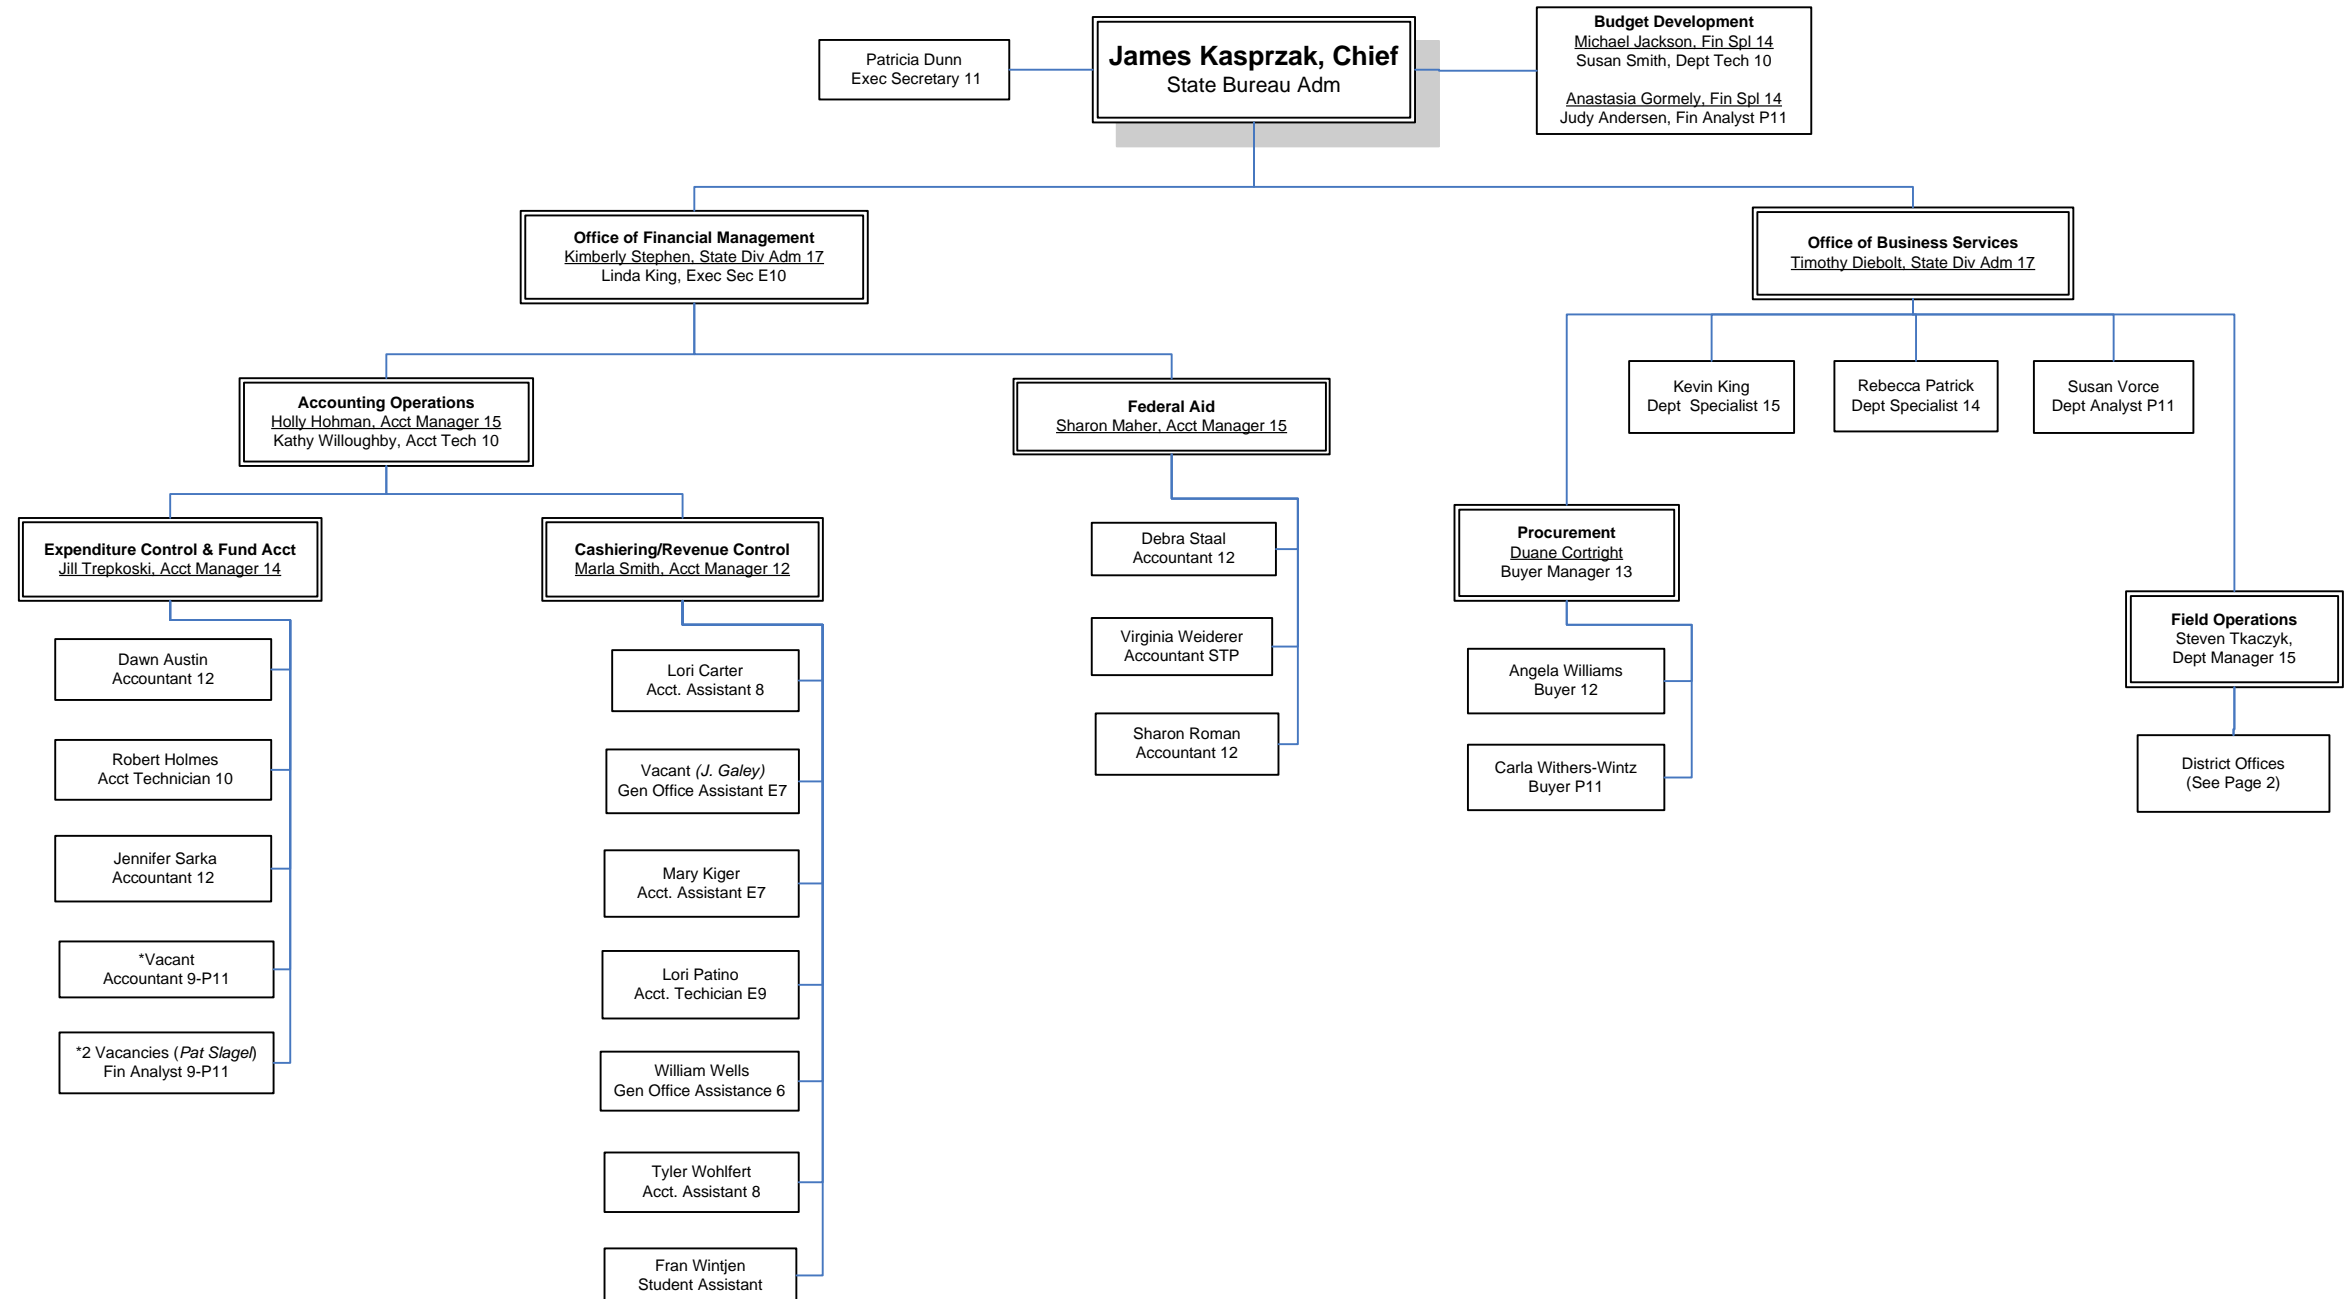 Patricia Dunn
Exec Secretary 11
James Kasprzak, Chief
State Bureau Adm
Budget Development
Michael Jackson, Fin Spl 14
Susan Smith, Dept Tech 10
Anastasia Gormely, Fin Spl 14
Judy Andersen, Fin Analyst P11
Office of Financial Management
Kimberly Stephen, State Div Adm 17
Linda King, Exec Sec E10
Office of Business Services
Timothy Diebolt, State Div Adm 17
Accounting Operations
Holly Hohman, Acct Manager 15
Kathy Willoughby, Acct Tech 10
Federal Aid
Sharon Maher, Acct Manager 15
Kevin King
Dept  Specialist 15
Rebecca Patrick
Dept Specialist 14
Susan Vorce
Dept Analyst P11
Expenditure Control & Fund Acct
Jill Trepkoski, Acct Manager 14
Cashiering/Revenue Control
Marla Smith, Acct Manager 12
Debra Staal
Accountant 12
Virginia Weiderer
Accountant STP
Sharon Roman
Accountant 12
Procurement
Duane Cortright
Buyer Manager 13
Angela Williams
Buyer 12
Carla Withers-Wintz
Buyer P11
Field Operations
Steven Tkaczyk,
Dept Manager 15
District Offices
(See Page 2)
Dawn Austin
Accountant 12
Robert Holmes
Acct Technician 10
Jennifer Sarka
Accountant 12
*Vacant
Accountant 9-P11
*2 Vacancies (Pat Slagel)
Fin Analyst 9-P11
Lori Carter
Acct. Assistant 8
Vacant (J. Galey)
Gen Office Assistant E7
Mary Kiger
Acct. Assistant E7
Lori Patino
Acct. Techician E9
William Wells
Gen Office Assistance 6
Tyler Wohlfert
Acct. Assistant 8
Fran Wintjen
Student Assistant